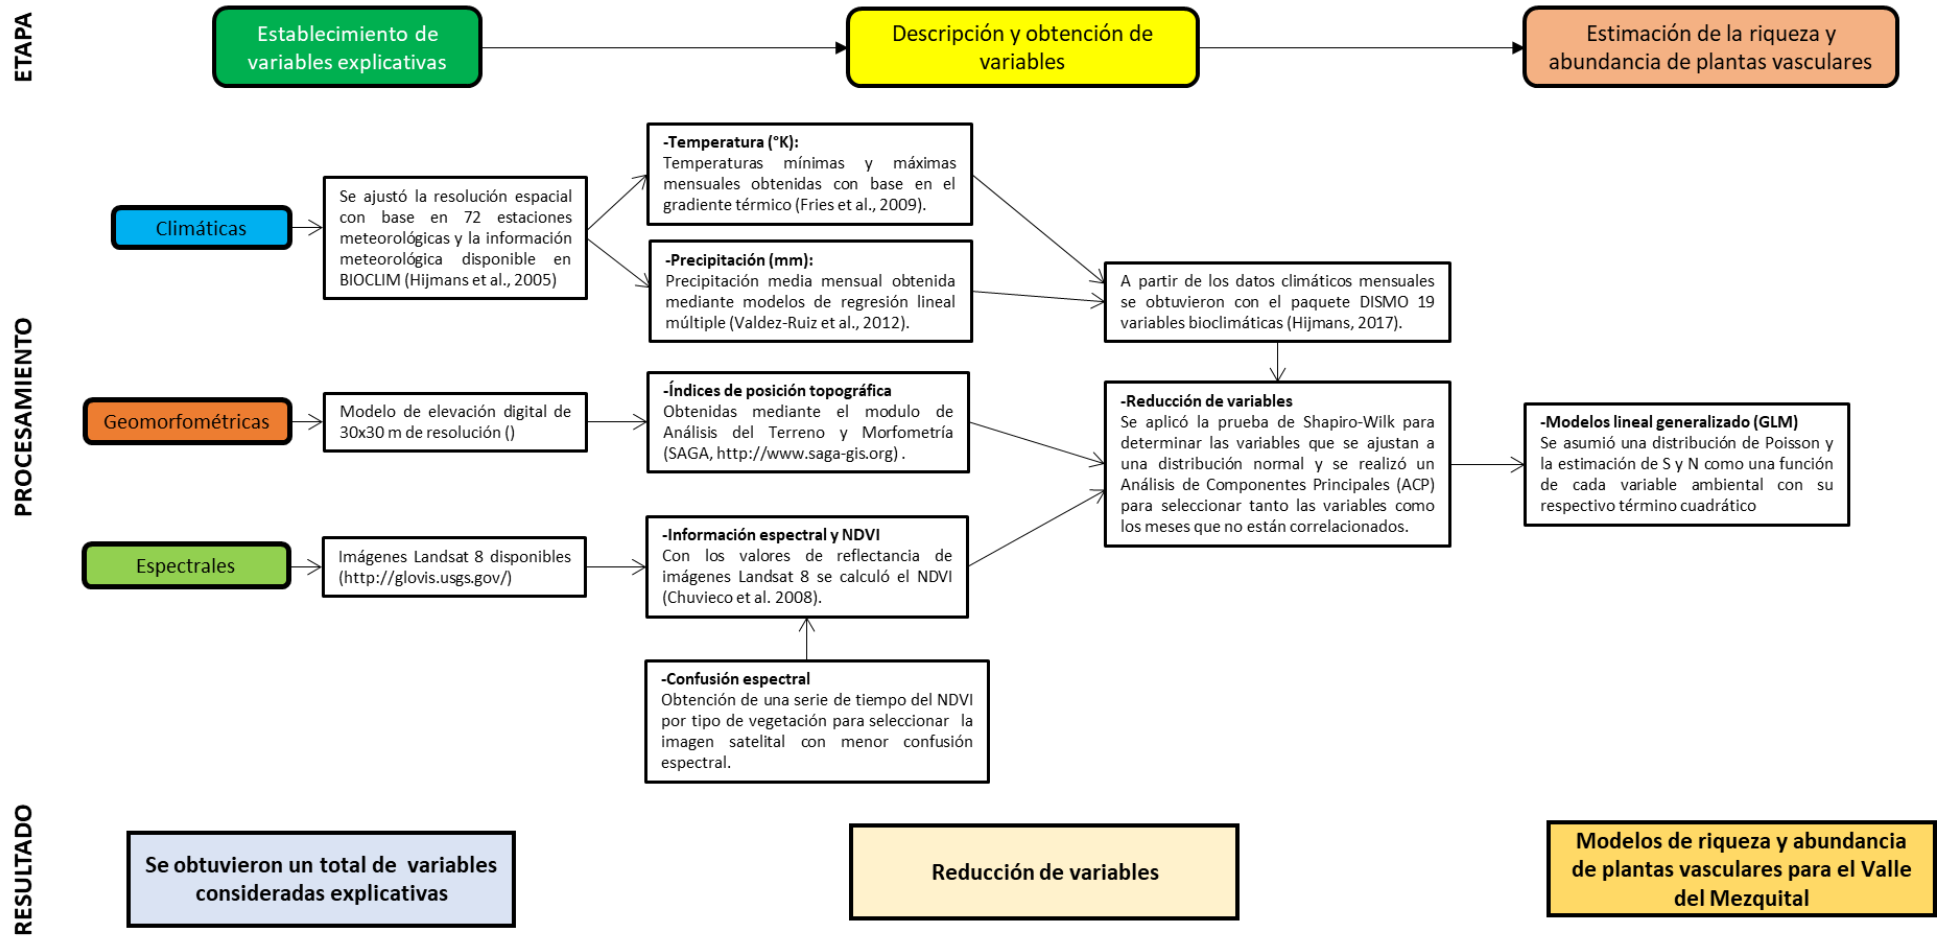 ETAPA
Establecimiento de
variables explicativas
Descripción y obtención de
variables
Estimación de la riqueza y
abundancia de plantas vasculares
PROCESAMIENTO
Climáticas
Se ajustó la resolución espacial
con base en 72 estaciones
meteorológicas y la información
meteorológica disponible en
BIOCLIM (Hijmans et al., 2005)
-Temperatura (°K):
Temperaturas mínimas y máximas
mensuales obtenidas con base en el
gradiente térmico (Fries et al., 2009).
-Precipitación (mm):
Precipitación media mensual obtenida
mediante modelos de regresión lineal
múltiple (Valdez-Ruiz et al., 2012).
A partir de los datos climáticos mensuales
se obtuvieron con el paquete DISMO 19
variables bioclimáticas (Hijmans, 2017).
Geomorfométricas
Modelo de elevación digital de
30x30 m de resolución ()
-Índices de posición topográfica
Obtenidas mediante el modulo de
Análisis del Terreno y Morfometría
(SAGA, http://www.saga-gis.org) .
-Reducción de variables
Se aplicó la prueba de Shapiro-Wilk para
determinar las variables que se ajustan a
una distribución normal y se realizó un
Análisis de Componentes Principales (ACP)
para seleccionar tanto las variables como
los meses que no están correlacionados.
-Modelos lineal generalizado (GLM)
Se asumió una distribución de Poisson y
la estimación de S y N como una función
de cada variable ambiental con su
respectivo término cuadrático
Espectrales
Imágenes Landsat 8 disponibles
(http://glovis.usgs.gov/)
-Información espectral y NDVI
Con los valores de reflectancia de
imágenes Landsat 8 se calculó el NDVI
(Chuvieco et al. 2008).
-Confusión espectral
Obtención de una serie de tiempo del NDVI
por tipo de vegetación para seleccionar la
imagen satelital con menor confusión
espectral.
RESULTADO
Se obtuvieron un total de variables
consideradas explicativas
Reducción de variables
Modelos de riqueza y abundancia
de plantas vasculares para el Valle
del Mezquital